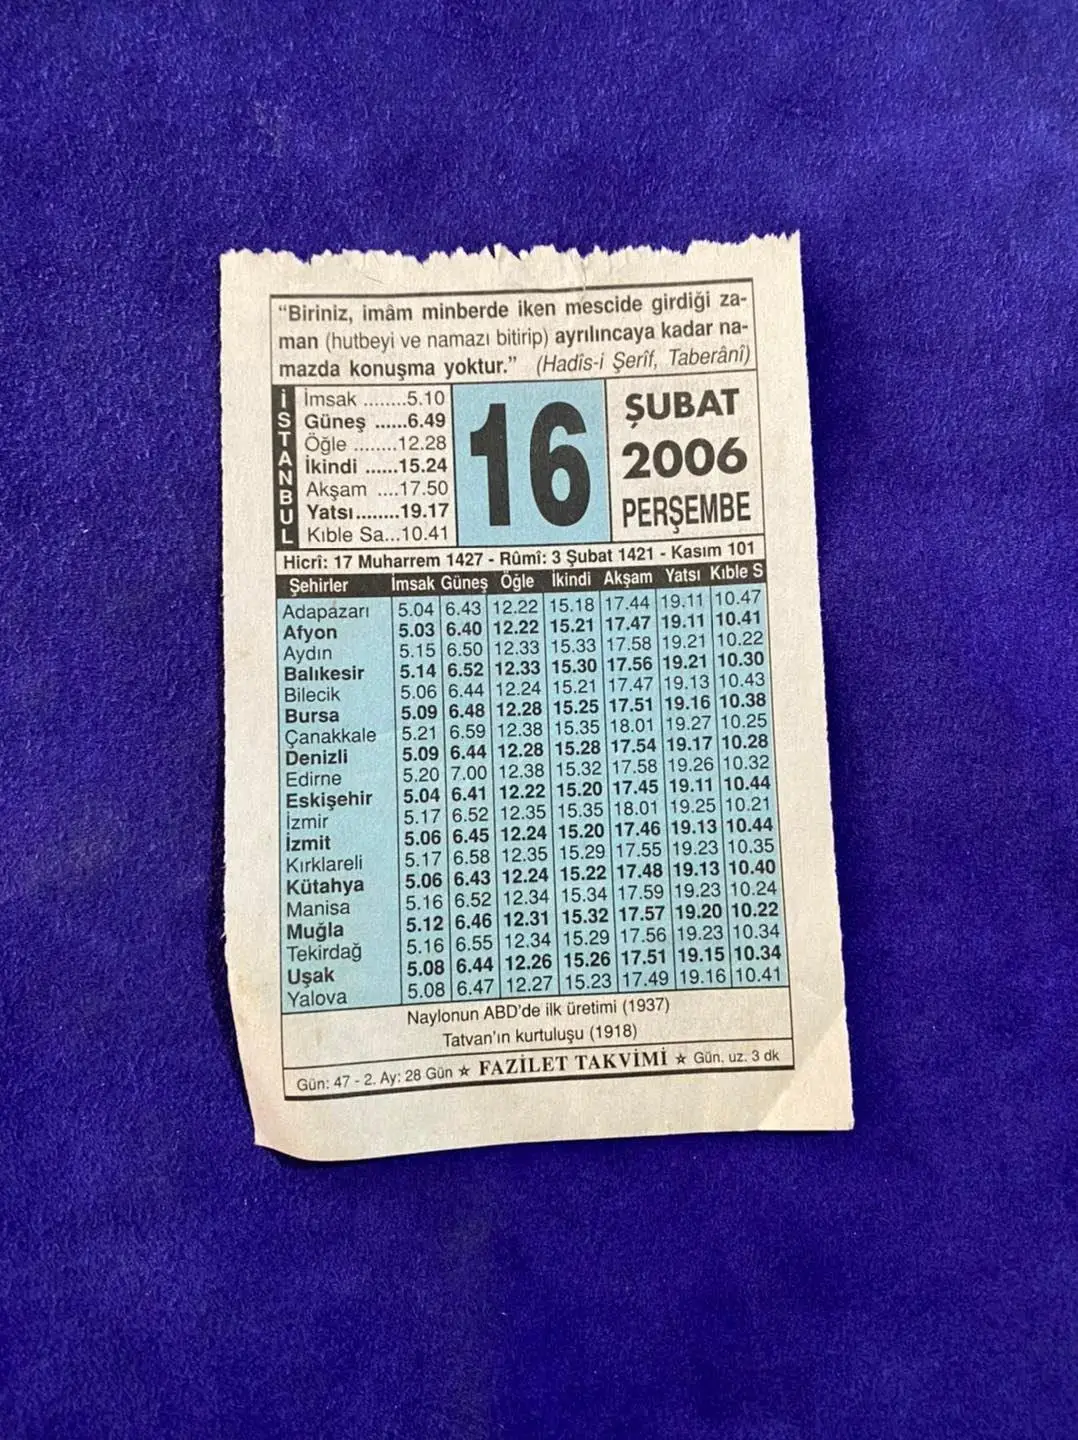 “Biriniz, imâm minberde iken mescide girdiği za-
man (hutbeyi ve namazı bitirip) ayrılıncaya kadar na-
mazda konuşma yoktur.” (Hadîs-i Şerîf, Taberânî)
İSTANBUL
İmsak ........5.10
Güneş ......6.49
Öğle ........12.28
İkindi ......15.24
Akşam ....17.50
Yatsı........19.17
Kıble Sa...10.41
16
ŞUBAT
2006
PERŞEMBE
Hicrî: 17 Muharrem 1427 - Rûmî: 3 Şubat 1421 - Kasım 101
Şehirler İmsak Güneş Öğle İkindi Akşam Yatsı Kıble S
Adapazarı 5.04 6.43 12.22 15.18 17.44 19.11 10.47
Afyon 5.03 6.40 12.22 15.21 17.47 19.11 10.41
Aydın 5.15 6.50 12.33 15.33 17.58 19.21 10.22
Balıkesir 5.14 6.52 12.33 15.30 17.56 19.21 10.30
Bilecik 5.06 6.44 12.24 15.21 17.47 19.13 10.43
Bursa 5.09 6.48 12.28 15.25 17.51 19.16 10.38
Çanakkale 5.21 6.59 12.38 15.35 18.01 19.27 10.25
Denizli 5.09 6.44 12.28 15.28 17.54 19.17 10.28
Edirne 5.20 7.00 12.38 15.32 17.58 19.26 10.32
Eskişehir 5.04 6.41 12.22 15.20 17.45 19.11 10.44
İzmir 5.17 6.52 12.35 15.35 18.01 19.25 10.21
İzmit 5.06 6.45 12.24 15.20 17.46 19.13 10.44
Kırklareli 5.17 6.58 12.35 15.29 17.55 19.23 10.35
Kütahya 5.06 6.43 12.24 15.22 17.48 19.13 10.40
Manisa 5.16 6.52 12.34 15.34 17.59 19.23 10.24
Muğla 5.12 6.46 12.31 15.32 17.57 19.20 10.22
Tekirdağ 5.16 6.55 12.34 15.29 17.56 19.23 10.34
Uşak 5.08 6.44 12.26 15.26 17.51 19.15 10.34
Yalova 5.08 6.47 12.27 15.23 17.49 19.16 10.41
Naylonun ABD'de ilk üretimi (1937)
Tatvan'ın kurtuluşu (1918)
Gün: 47 - 2. Ay: 28 Gün ★ FAZİLET TAKVİMİ ★ Gün. uz. 3 dk